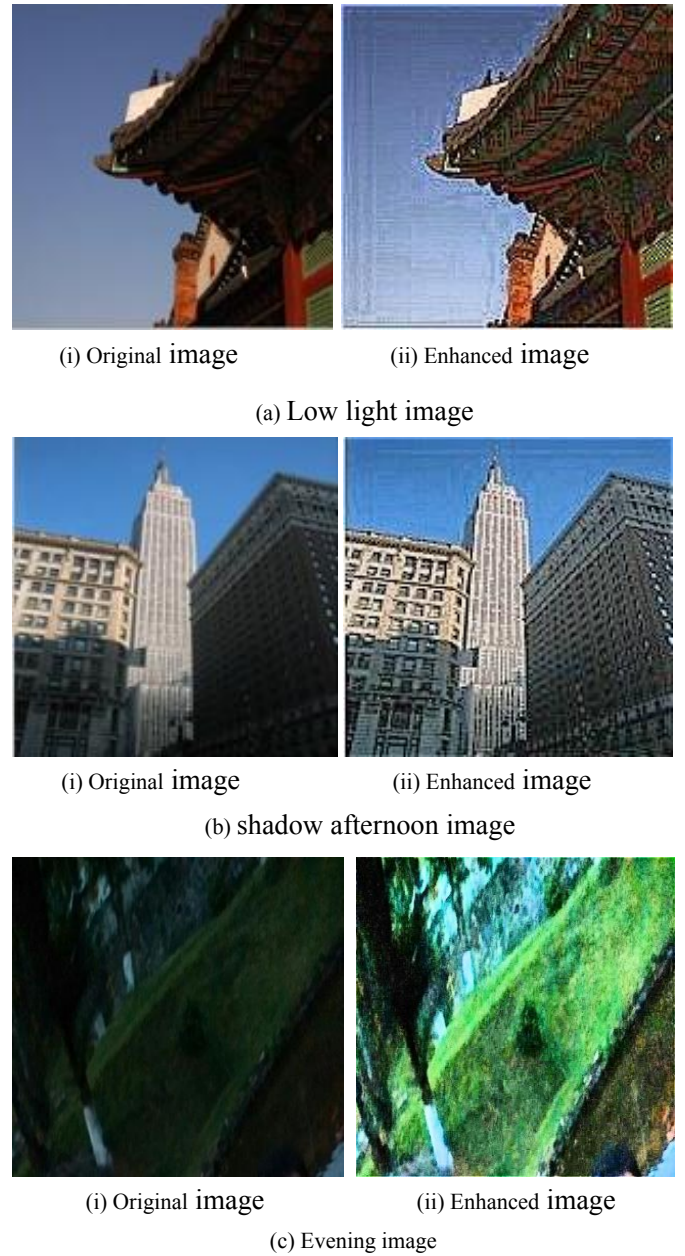 (i) Original image (ii) Enhanced image
(a) Low light image
(i) Original image (ii) Enhanced image
(b) shadow afternoon image
(i) Original image (ii) Enhanced image
(c) Evening image